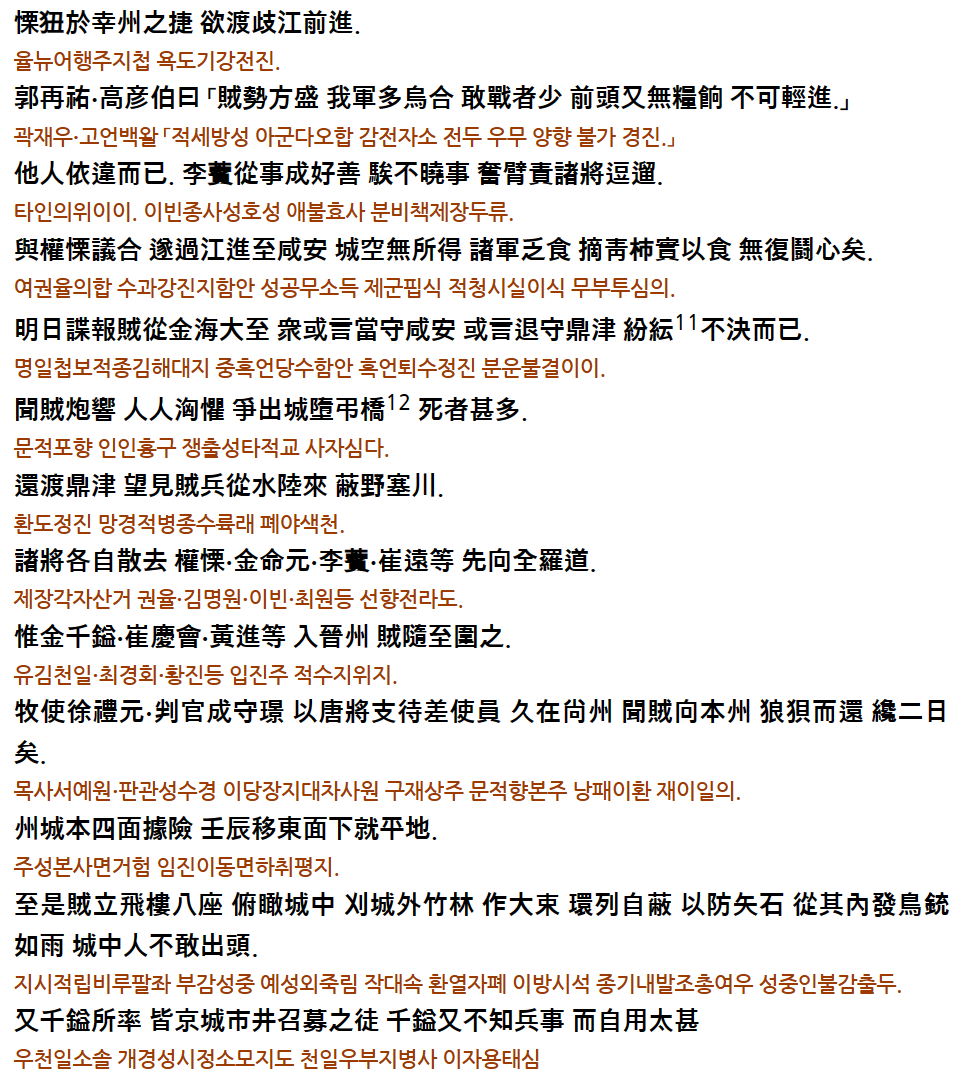 慄狃於幸州之捷 欲渡歧江前進.
율뉴어행주지첩 욕도기강전진.
郭再祐·高彦伯曰「賊勢方盛 我軍多烏合 敢戰者少 前頭又無糧餉 不可輕進.」
곽재우·고언백왈「적세방성 아군다오합 감전자소 전두 우무 양향 불가 경진.」
他人依違而已. 李薲從事成好善 騃不曉事 奮臂責諸將逗遛.
타인의위이이. 이빈종사성호성 애불효사 분비책제장두류.
與權慄議合 遂過江進至咸安 城空無所得 諸軍乏食 摘靑柿實以食 無復鬪心矣.
여권율의합 수과강진지함안 성공무소득 제군핍식 적청시실이식 무부투심의.
明日諜報賊從金海大至 衆或言當守咸安 或言退守鼎津 紛紜11不決而已.
명일첩보적종김해대지 중혹언당수함안 혹언퇴수정진 분운불결이이.
聞賊炮響 人人洶懼 爭出城墮弔橋12 死者甚多.
문적포향 인인흉구 쟁출성타적교 사자심다.
還渡鼎津 望見賊兵從水陸來 蔽野塞川.
환도정진 망경적병종수륙래 폐야색천.
諸將各自散去 權慄·金命元·李薲·崔遠等 先向全羅道.
제장각자산거 권율·김명원·이빈·최원등 선향전라도.
惟金千鎰·崔慶會·黃進等 入晉州 賊隨至圍之.
유김천일·최경회·황진등 입진주 적수지위지.
牧使徐禮元·判官成守璟 以唐將支待差使員 久在尙州 聞賊向本州 狼狽而還 纔二日
矣.
목사서예원·판관성수경 이당장지대차사원 구재상주 문적향본주 낭패이환 재이일의.
州城本四面據險 壬辰移東面下就平地.
주성본사면거험 임진이동면하취평지.
至是賊立飛樓八座 俯瞰城中 刈城外竹林 作大束 環列自蔽 以防矢石 從其內發鳥銃
如雨 城中人不敢出頭.
지시적립비루팔좌 부감성중 예성외죽림 작대속 환열자폐 이방시석 종기내발조총여우 성중인불감출두.
又千鎰所率 皆京城市井召募之徒 千鎰又不知兵事 而自用太甚
우천일소솔 개경성시정소모지도 천일우부지병사 이자용태심